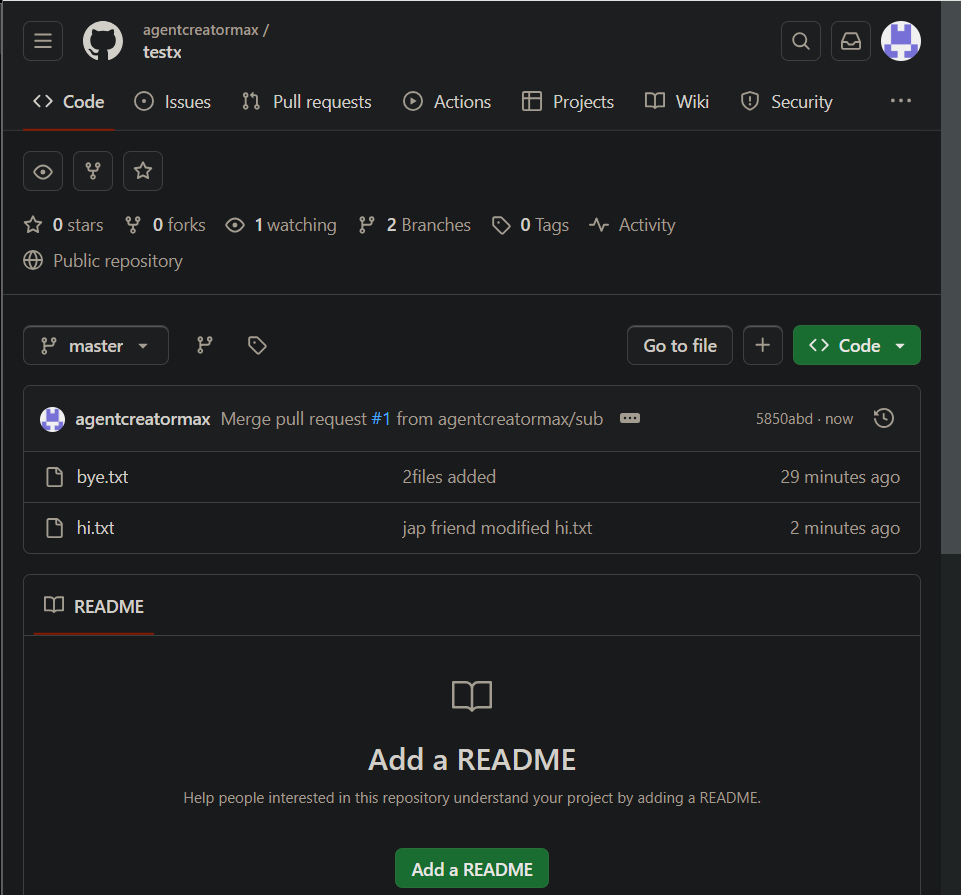 agentcreatormax /
testx
Code Issues Pull requests Actions Projects Wiki Security
0 stars 0 forks 1 watching 2 Branches 0 Tags Activity
Public repository
master Go to file Code
agentcreatormax Merge pull request #1 from agentcreatormax/sub 5850abd · now
bye.txt 2files added 29 minutes ago
hi.txt jap friend modified hi.txt 2 minutes ago
README
Add a README
Help people interested in this repository understand your project by adding a README.
Add a README